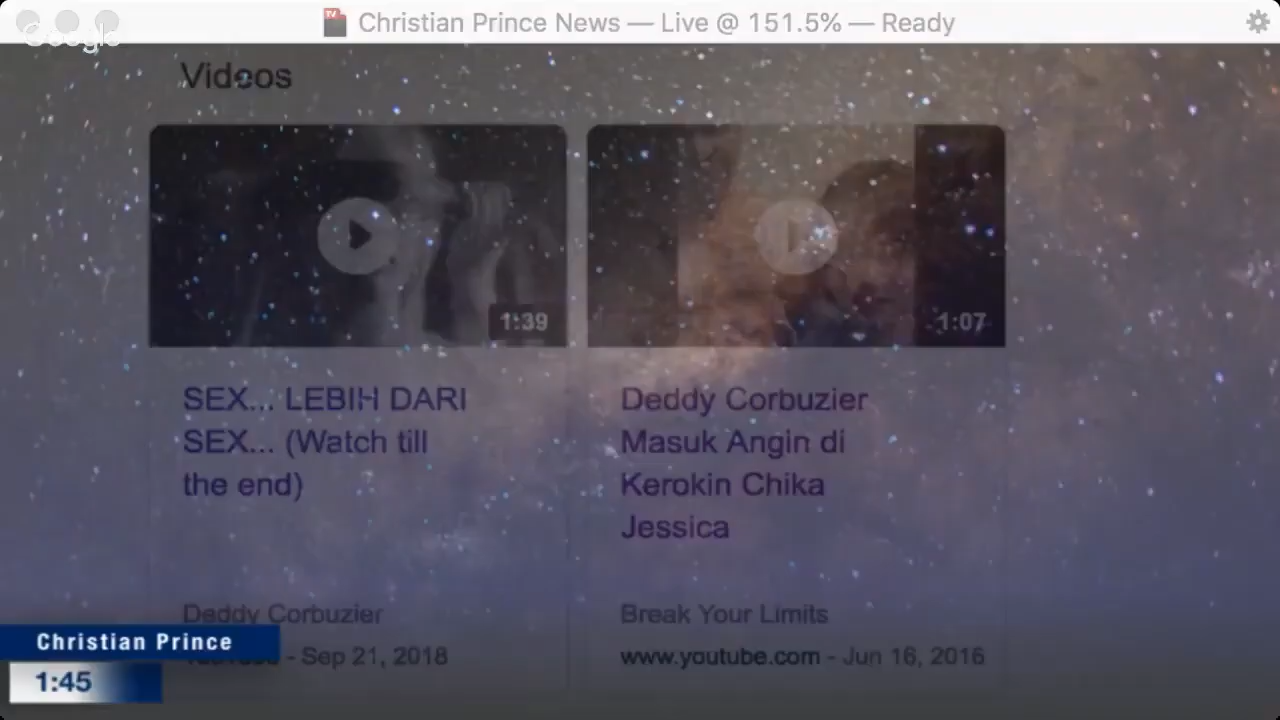 Christian Prince News — Live @ 151.5% — Ready
Google
Videos
1:39
1:07
SEX... LEBIH DARI
SEX... (Watch till
the end)
Deddy Corbuzier
Masuk Angin di
Kerokin Chika
Jessica
Deddy Corbuzier
Break Your Limits
YouTube - Sep 21, 2018
www.youtube.com - Jun 16, 2016
Christian Prince
1:45